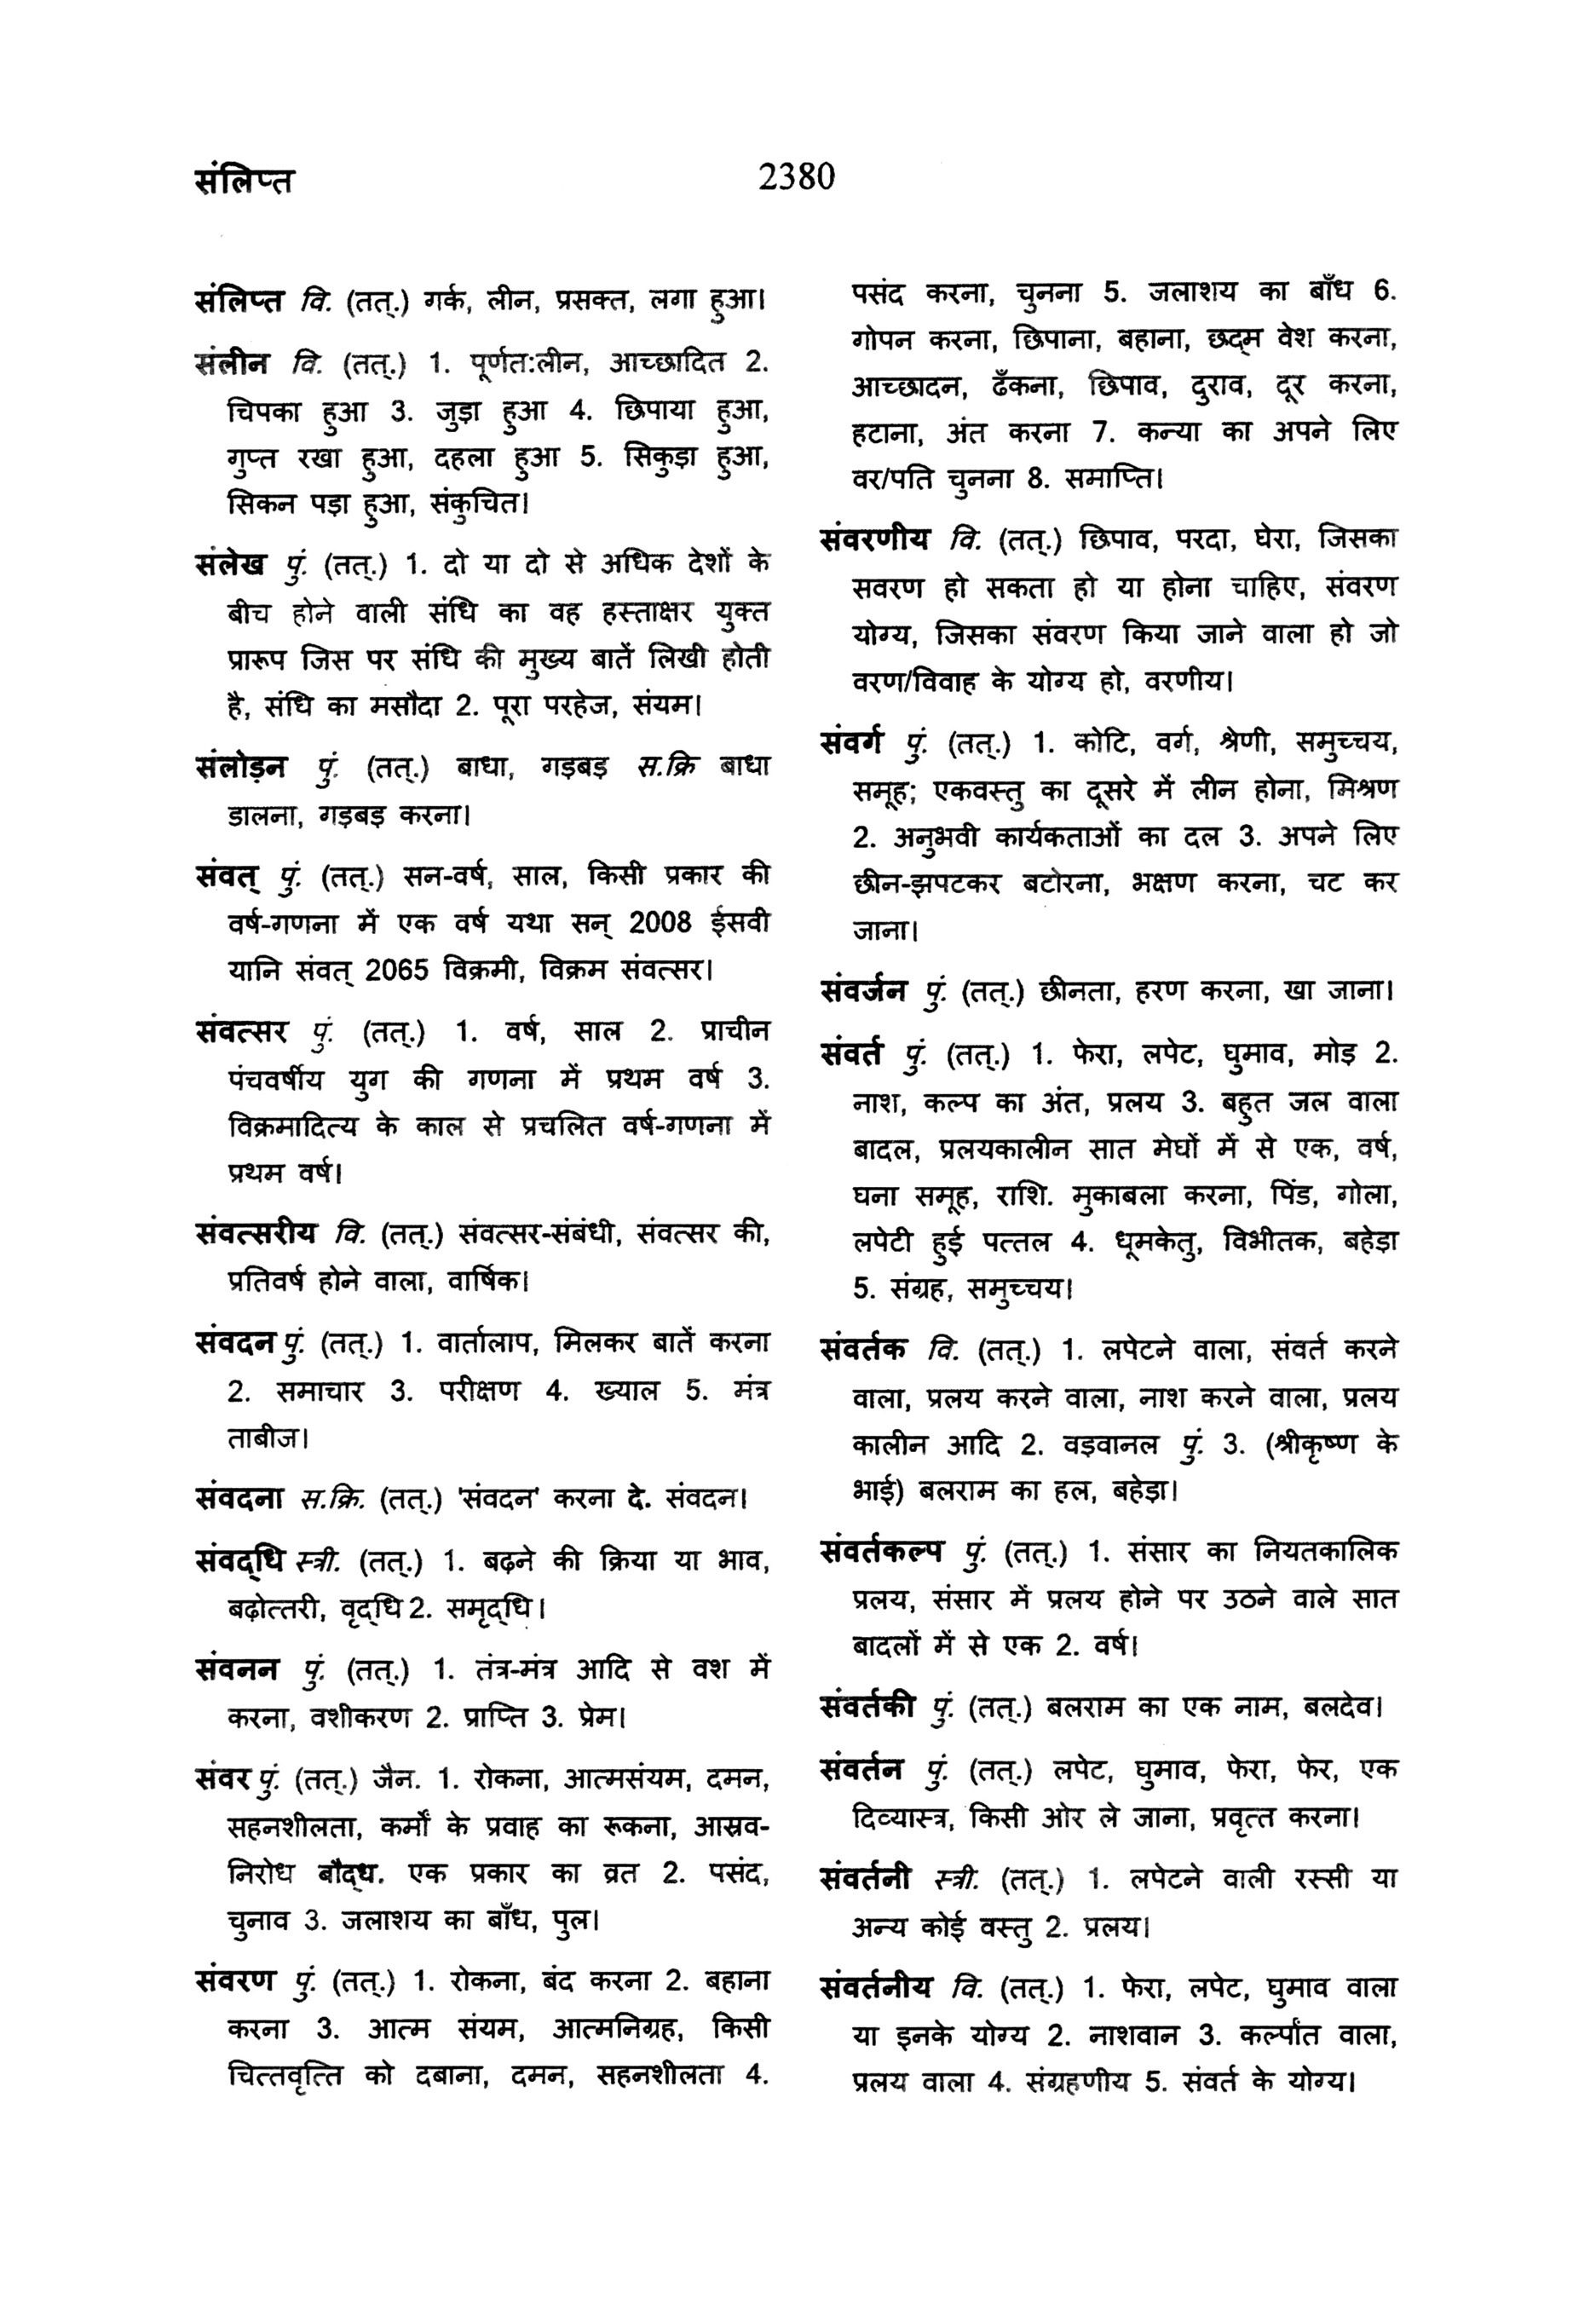 संलिप्त
2380
संलिप्त वि. (तत्.) गर्क, लीन, प्रसक्त, लगा हुआ।
संलीन वि. (तत्.) 1. पूर्णत:लीन, आच्छादित 2.
चिपका हुआ 3. जुड़ा हुआ 4. छिपाया हुआ,
गुप्त रखा हुआ, दहला हुआ 5. सिकुड़ा हुआ,
सिकन पड़ा हुआ, संकुचित।
संलेख पुं. (तत्.) 1. दो या दो से अधिक देशों के
बीच होने वाली संधि का वह हस्ताक्षर युक्त
प्रारूप जिस पर संधि की मुख्य बातें लिखी होती
है, संधि का मसौदा 2. पूरा परहेज, संयम।
संलोड़न पुं. (तत्.) बाधा, गड़बड़ स.क्रि बाधा
डालना, गड़बड़ करना।
संवत् पुं. (तत्.) सन-वर्ष, साल, किसी प्रकार की
वर्ष-गणना में एक वर्ष यथा सन् 2008 ईसवी
यानि संवत् 2065 विक्रमी, विक्रम संवत्सर।
संवत्सर पुं. (तत्.) 1. वर्ष, साल 2. प्राचीन
पंचवर्षीय युग की गणना में प्रथम वर्ष 3.
विक्रमादित्य के काल से प्रचलित वर्ष-गणना में
प्रथम वर्ष।
संवत्सरीय वि. (तत्.) संवत्सर-संबंधी, संवत्सर की,
प्रतिवर्ष होने वाला, वार्षिक।
संवदन पुं. (तत्.) 1. वार्तालाप, मिलकर बातें करना
2. समाचार 3. परीक्षण 4. ख्याल 5. मंत्र
ताबीज।
संवदना स.क्रि. (तत्.) 'संवदन' करना दे. संवदन।
संवद्धि स्त्री. (तत्.) 1. बढ़ने की क्रिया या भाव,
बढ़ोत्तरी, वृद्धि 2. समृद्धि।
संवनन पुं. (तत्.) 1. तंत्र-मंत्र आदि से वश में
करना, वशीकरण 2. प्राप्ति 3. प्रेम।
संवर पुं. (तत्.) जैन. 1. रोकना, आत्मसंयम, दमन,
सहनशीलता, कर्मों के प्रवाह का रूकना, आस्रव-
निरोध बौद्ध. एक प्रकार का व्रत 2. पसंद,
चुनाव 3. जलाशय का बाँध, पुल।
संवरण पुं. (तत्.) 1. रोकना, बंद करना 2. बहाना
करना 3. आत्म संयम, आत्मनिग्रह, किसी
चित्तवृत्ति को दबाना, दमन, सहनशीलता 4.
पसंद करना, चुनना 5. जलाशय का बाँध 6.
गोपन करना, छिपाना, बहाना, छद्म वेश करना,
आच्छादन, ढँकना, छिपाव, दुराव, दूर करना,
हटाना, अंत करना 7. कन्या का अपने लिए
वर/पति चुनना 8. समाप्ति।
संवरणीय वि. (तत्.) छिपाव, परदा, घेरा, जिसका
सवरण हो सकता हो या होना चाहिए, संवरण
योग्य, जिसका संवरण किया जाने वाला हो जो
वरण/विवाह के योग्य हो, वरणीय।
संवर्ग पुं. (तत्.) 1. कोटि, वर्ग, श्रेणी, समुच्चय,
समूह; एकवस्तु का दूसरे में लीन होना, मिश्रण
2. अनुभवी कार्यकताओं का दल 3. अपने लिए
छीन-झपटकर बटोरना, भक्षण करना, चट कर
जाना।
संवर्जन पुं. (तत्.) छीनता, हरण करना, खा जाना।
संवर्त पुं. (तत्.) 1. फेरा, लपेट, घुमाव, मोड़ 2.
नाश, कल्प का अंत, प्रलय 3. बहुत जल वाला
बादल, प्रलयकालीन सात मेघों में से एक, वर्ष,
घना समूह, राशि. मुकाबला करना, पिंड, गोला,
लपेटी हुई पत्तल 4. धूमकेतु, विभीतक, बहेड़ा
5. संग्रह, समुच्चय।
संवर्तक वि. (तत्.) 1. लपेटने वाला, संवर्त करने
वाला, प्रलय करने वाला, नाश करने वाला, प्रलय
कालीन आदि 2. वड़वानल पुं. 3. (श्रीकृष्ण के
भाई) बलराम का हल, बहेड़ा।
संवर्तकल्प पुं. (तत्.) 1. संसार का नियतकालिक
प्रलय, संसार में प्रलय होने पर उठने वाले सात
बादलों में से एक 2. वर्ष।
संवर्तकी पुं. (तत्.) बलराम का एक नाम, बलदेव।
संवर्तन पुं. (तत्.) लपेट, घुमाव, फेरा, फेर, एक
दिव्यास्त्र, किसी ओर ले जाना, प्रवृत्त करना।
संवर्तनी स्त्री. (तत्.) 1. लपेटने वाली रस्सी या
अन्य कोई वस्तु 2. प्रलय।
संवर्तनीय वि. (तत्.) 1. फेरा, लपेट, घुमाव वाला
या इनके योग्य 2. नाशवान 3. कर्ल्पांत वाला,
प्रलय वाला 4. संग्रहणीय 5. संवर्त के योग्य।